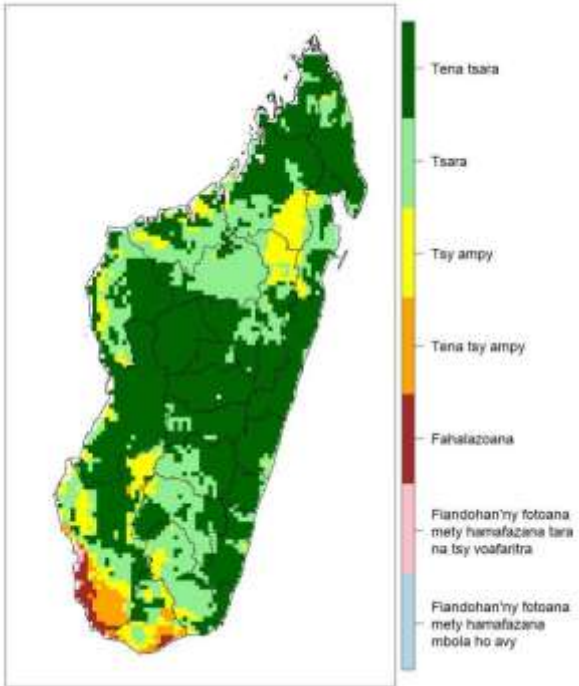 Tena tsara
Tsara
Tsy ampy
Tena tsy ampy
Fahalazoana
Fiandohan'ny fotoana
mety hamafazana tara
na tsy voafaritra
Fiandohan'ny fotoana
mety hamafazana
mbola ho avy